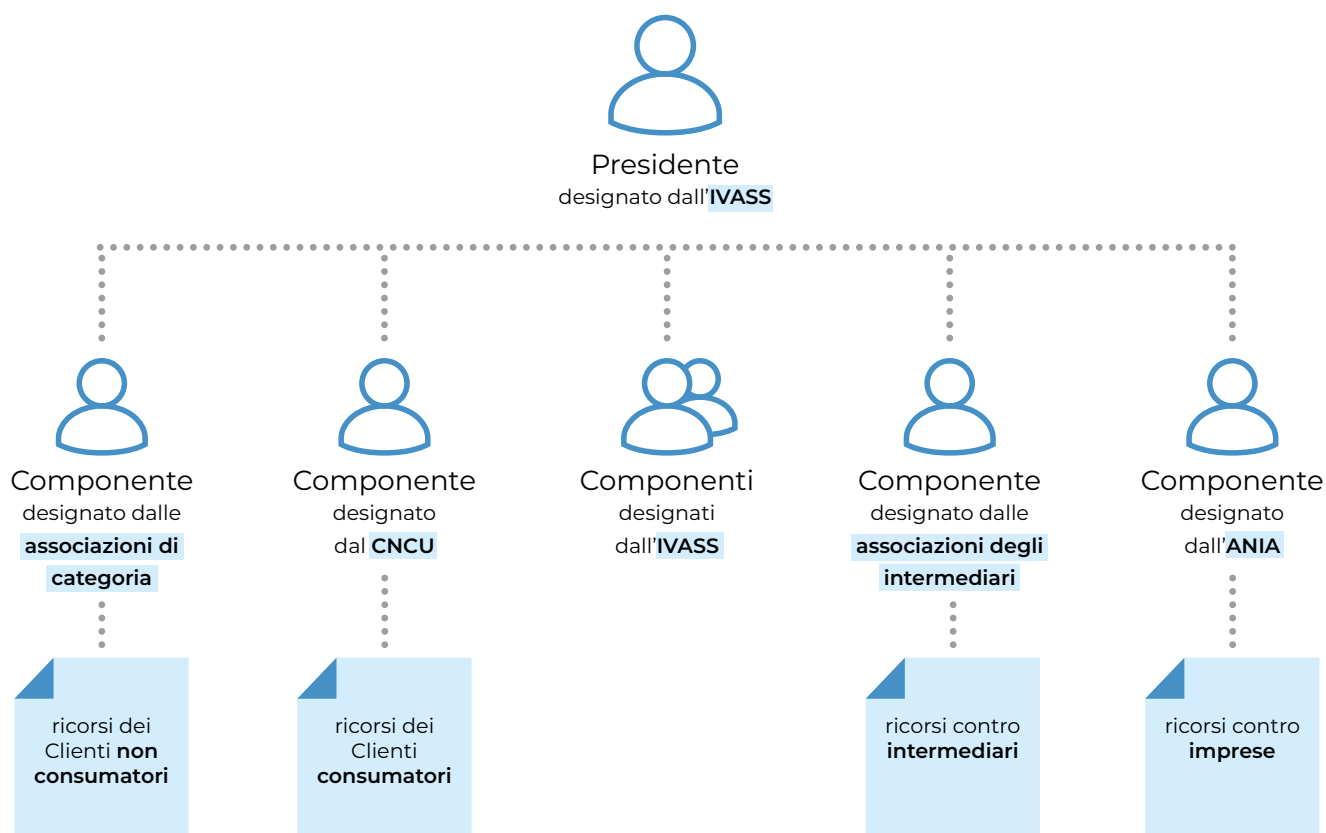 Presidente
designato dall'IVASS
Componente
designato dalle
associazioni di
categoria
Componente
designato
dal CNCU
Componenti
designati
dall'IVASS
Componente
designato dalle
associazioni degli
intermediari
Componente
designato
dall'ANIA
ricorsi dei
Clienti non
consumatori
ricorsi dei
Clienti
consumatori
ricorsi contro
intermediari
ricorsi contro
imprese